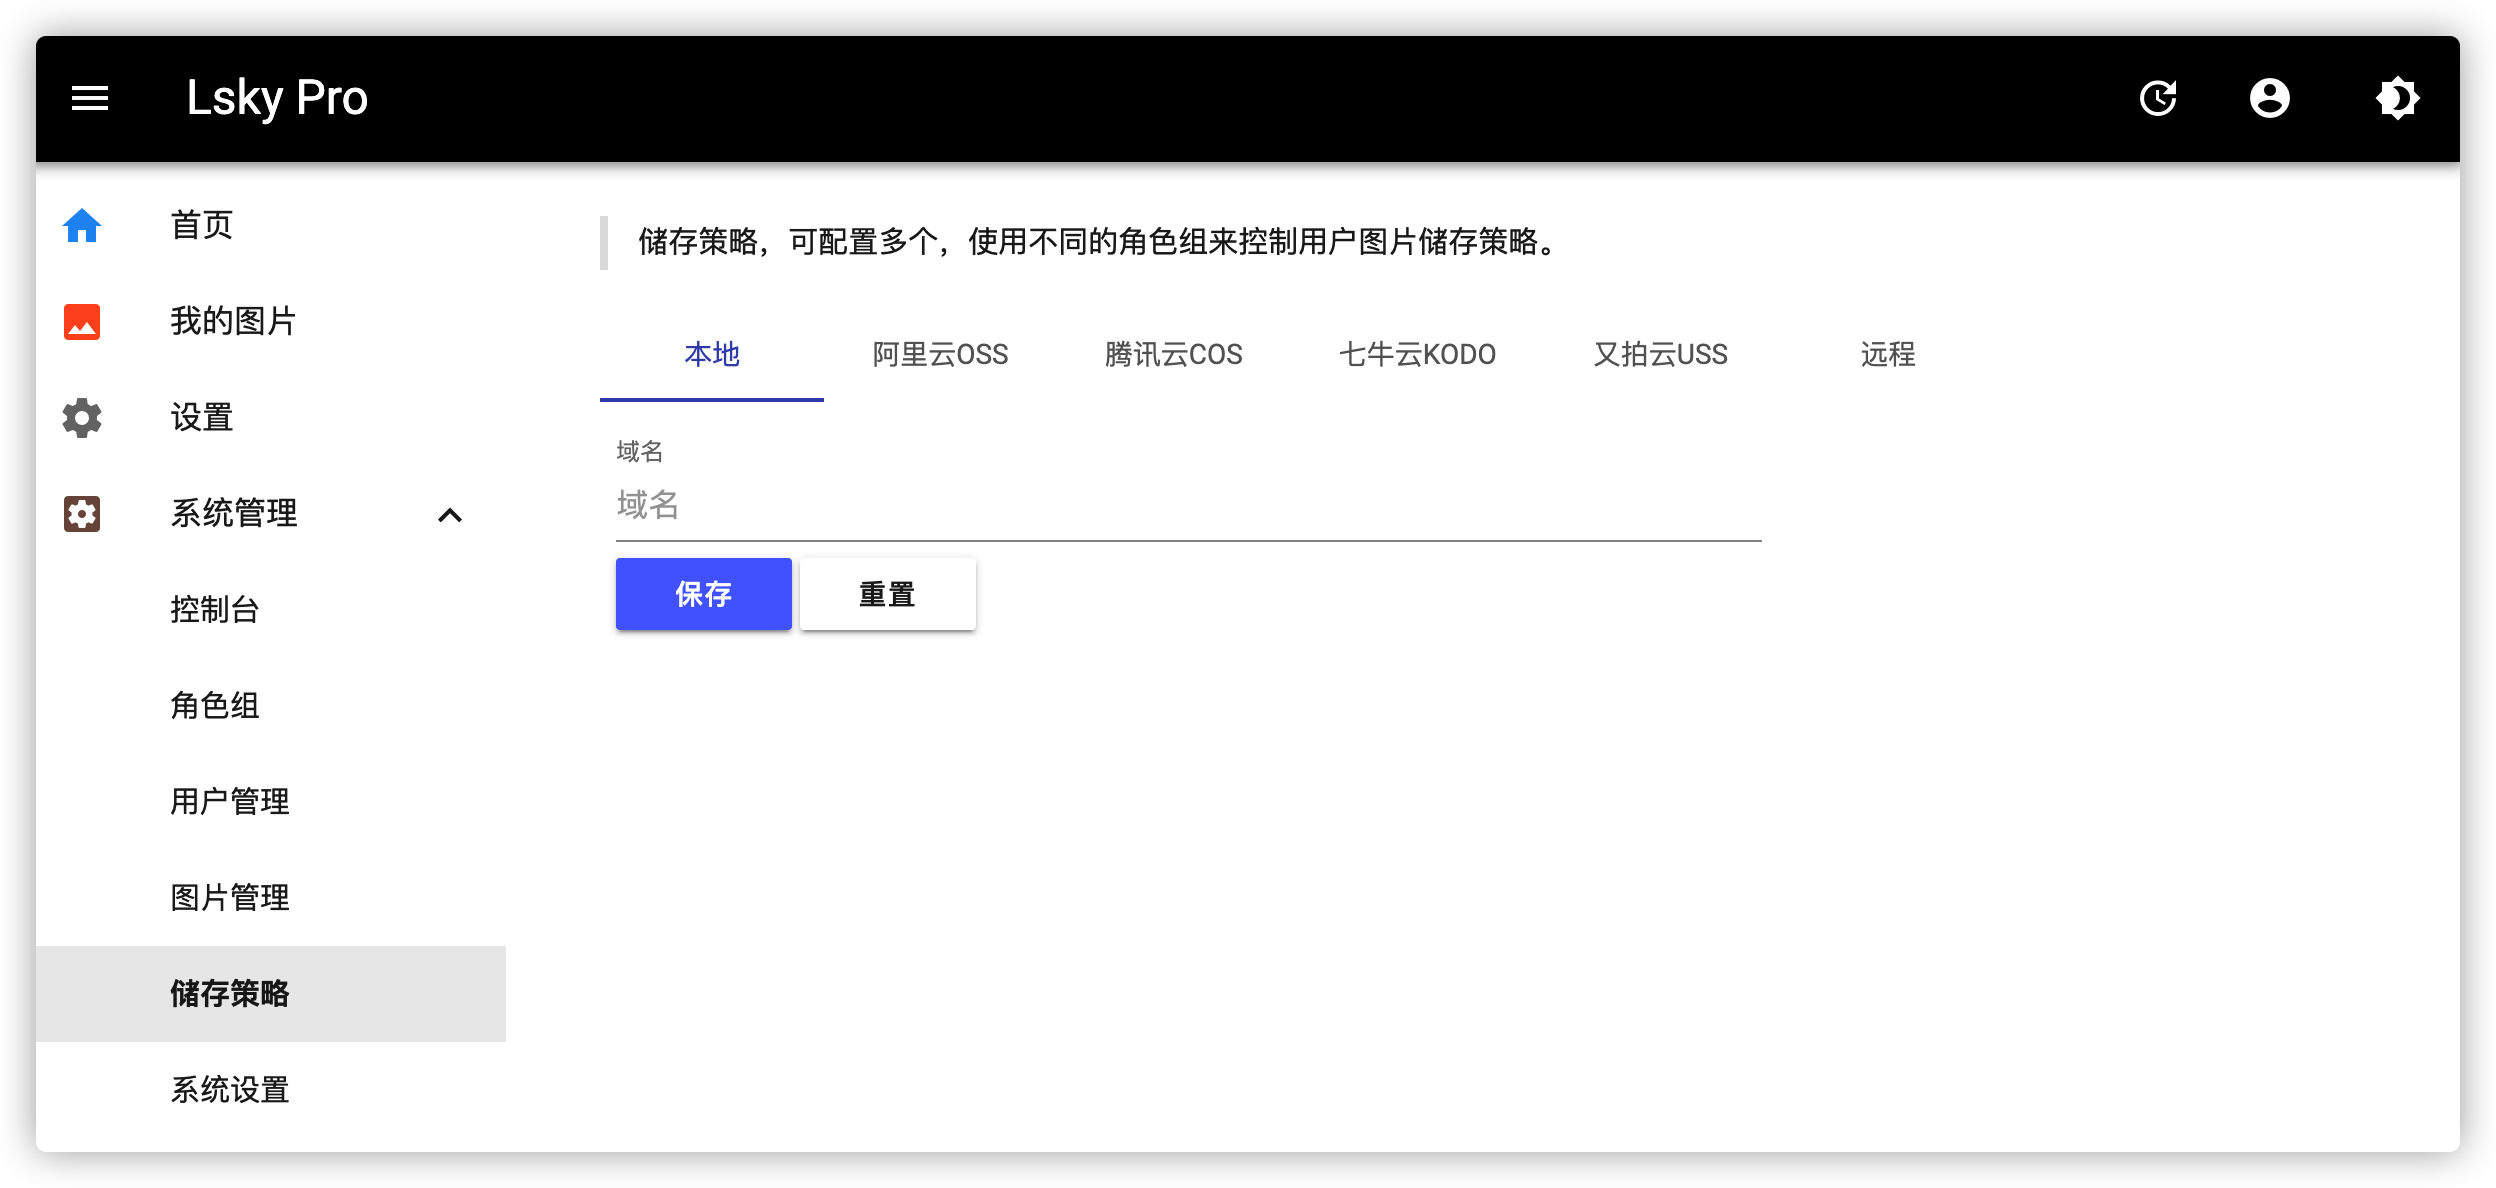 Lsky Pro
首页
我的图片
设置
系统管理
控制台
角色组
用户管理
图片管理
储存策略
系统设置
储存策略，可配置多个，使用不同的角色组来控制用户图片储存策略。
本地 阿里云OSS 腾讯云COS 七牛云KODO 又拍云USS 远程
域名
域名
保存 重置